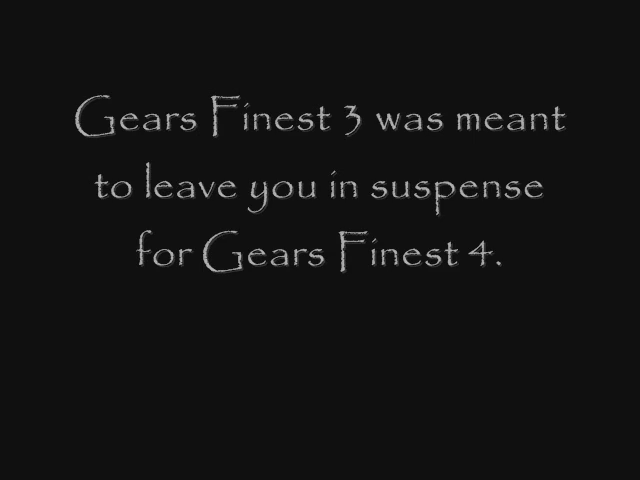 Gears Finest 3 was meant
to leave you in suspense
for Gears Finest 4.